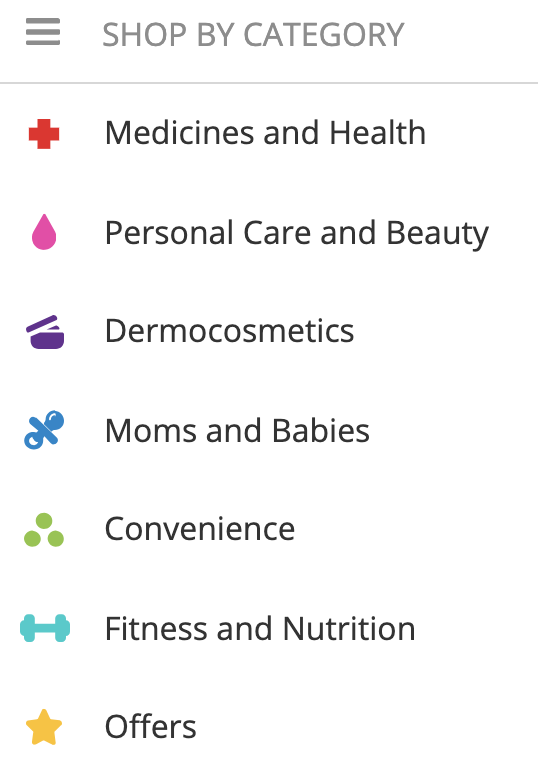 SHOP BY CATEGORY
Medicines and Health
Personal Care and Beauty
Dermocosmetics
Moms and Babies
Convenience
Fitness and Nutrition
Offers